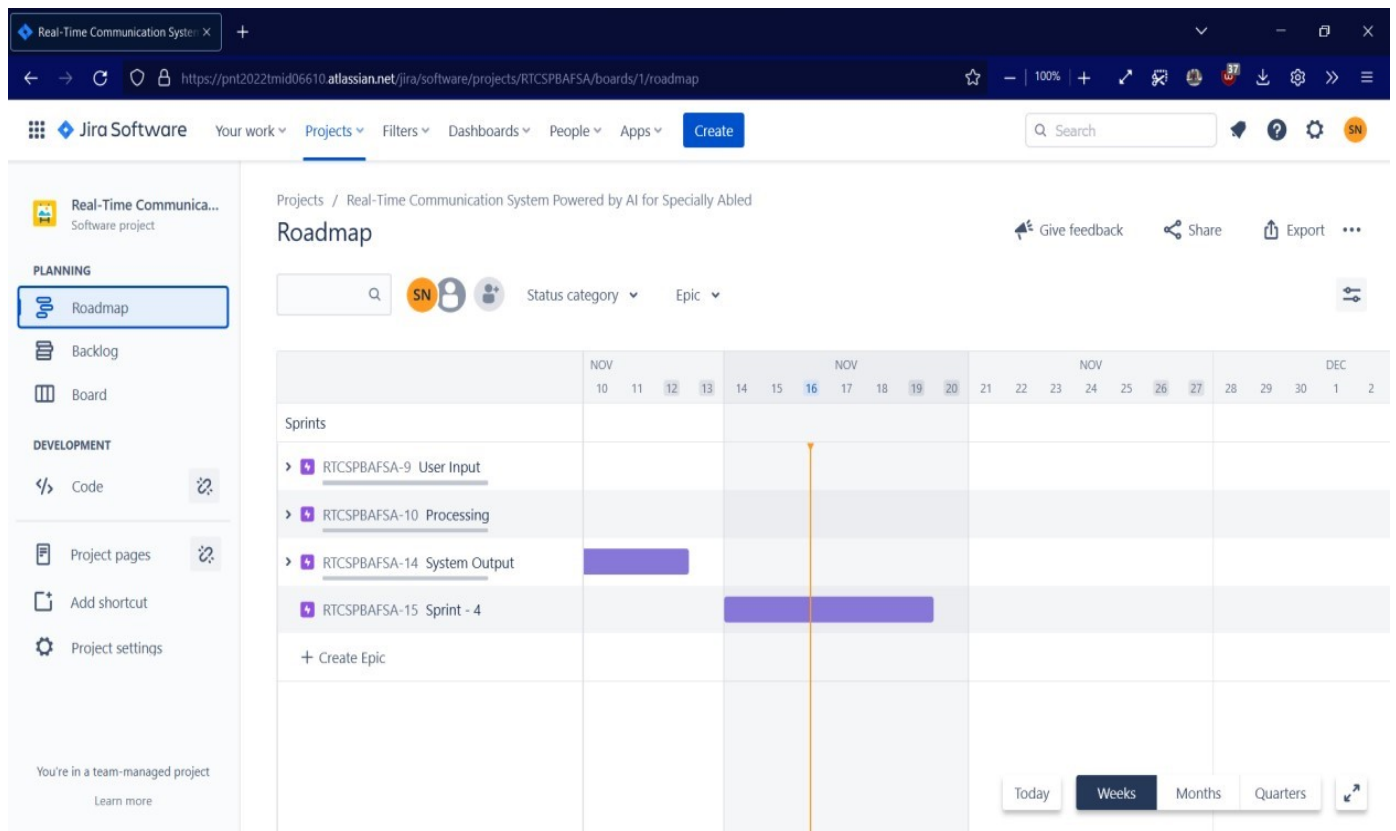 Real-Time Communication System
https://pnt2022tmid06610.atlassian.net/jira/software/projects/RTCSPBAFSA/boards/1/roadmap
100%
37
Jira Software
Your work
Projects
Filters
Dashboards
People
Apps
Create
Search
SN
Real-Time Communica...
Software project
PLANNING
Roadmap
Backlog
Board
DEVELOPMENT
Code
Project pages
Add shortcut
Project settings
You're in a team-managed project
Learn more
Projects / Real-Time Communication System Powered by AI for Specially Abled
Roadmap
Give feedback
Share
Export
SN
Status category
Epic
NOV NOV NOV DEC
10 11 12 13 14 15 16 17 18 19 20 21 22 23 24 25 26 27 28 29 30 1 2
Sprints
RTCSPBAFSA-9 User Input
RTCSPBAFSA-10 Processing
RTCSPBAFSA-14 System Output
RTCSPBAFSA-15 Sprint - 4
+ Create Epic
Today
Weeks
Months
Quarters